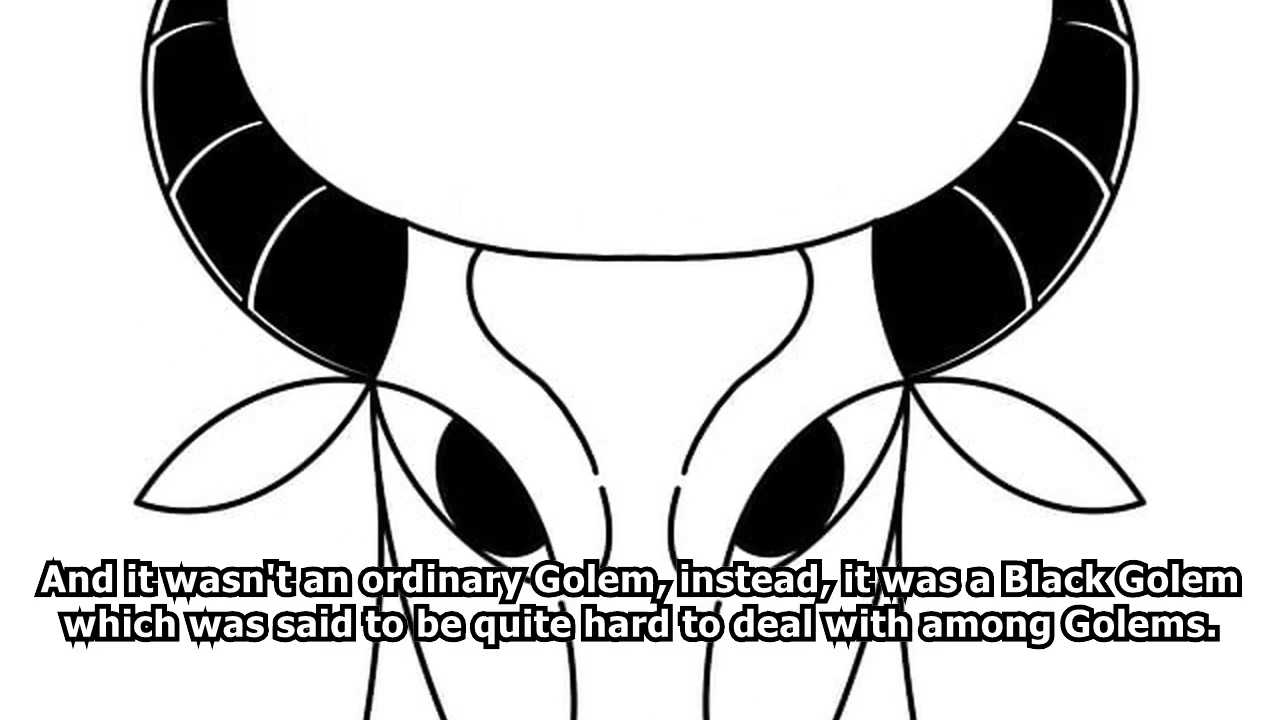 And it wasn't an ordinary Golem, instead, it was a Black Golem
which was said to be quite hard to deal with among Golems.